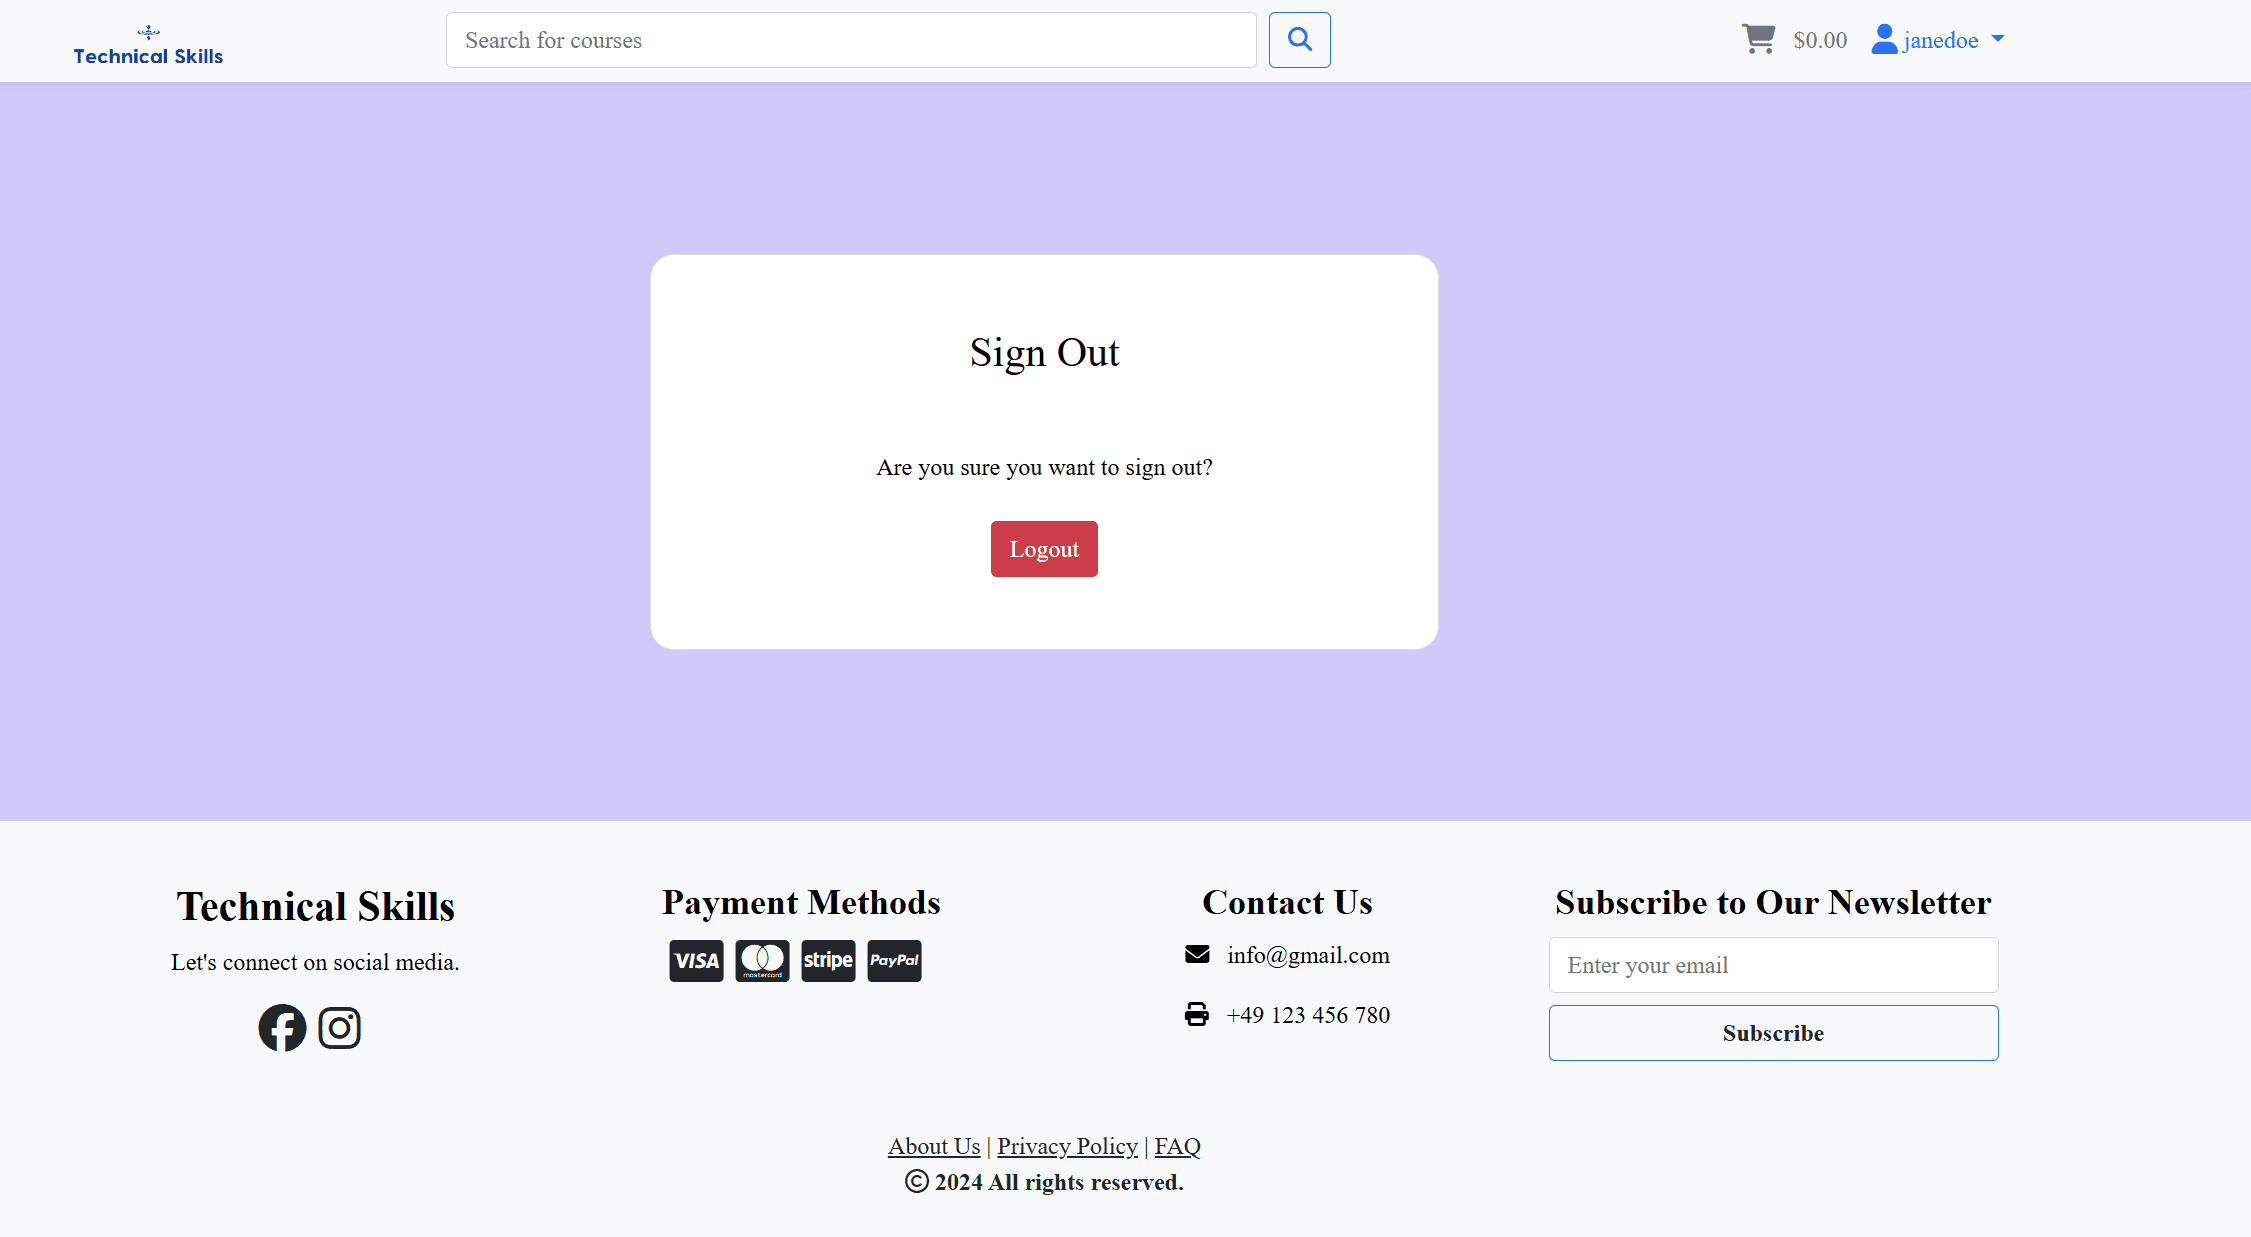 Technical Skills
Search for courses
$0.00
janedoe
Sign Out
Are you sure you want to sign out?
Logout
Technical Skills
Let's connect on social media.
Payment Methods
VISA mastercard stripe PayPal
Contact Us
info@gmail.com
+49 123 456 780
Subscribe to Our Newsletter
Enter your email
Subscribe
About Us | Privacy Policy | FAQ
© 2024 All rights reserved.